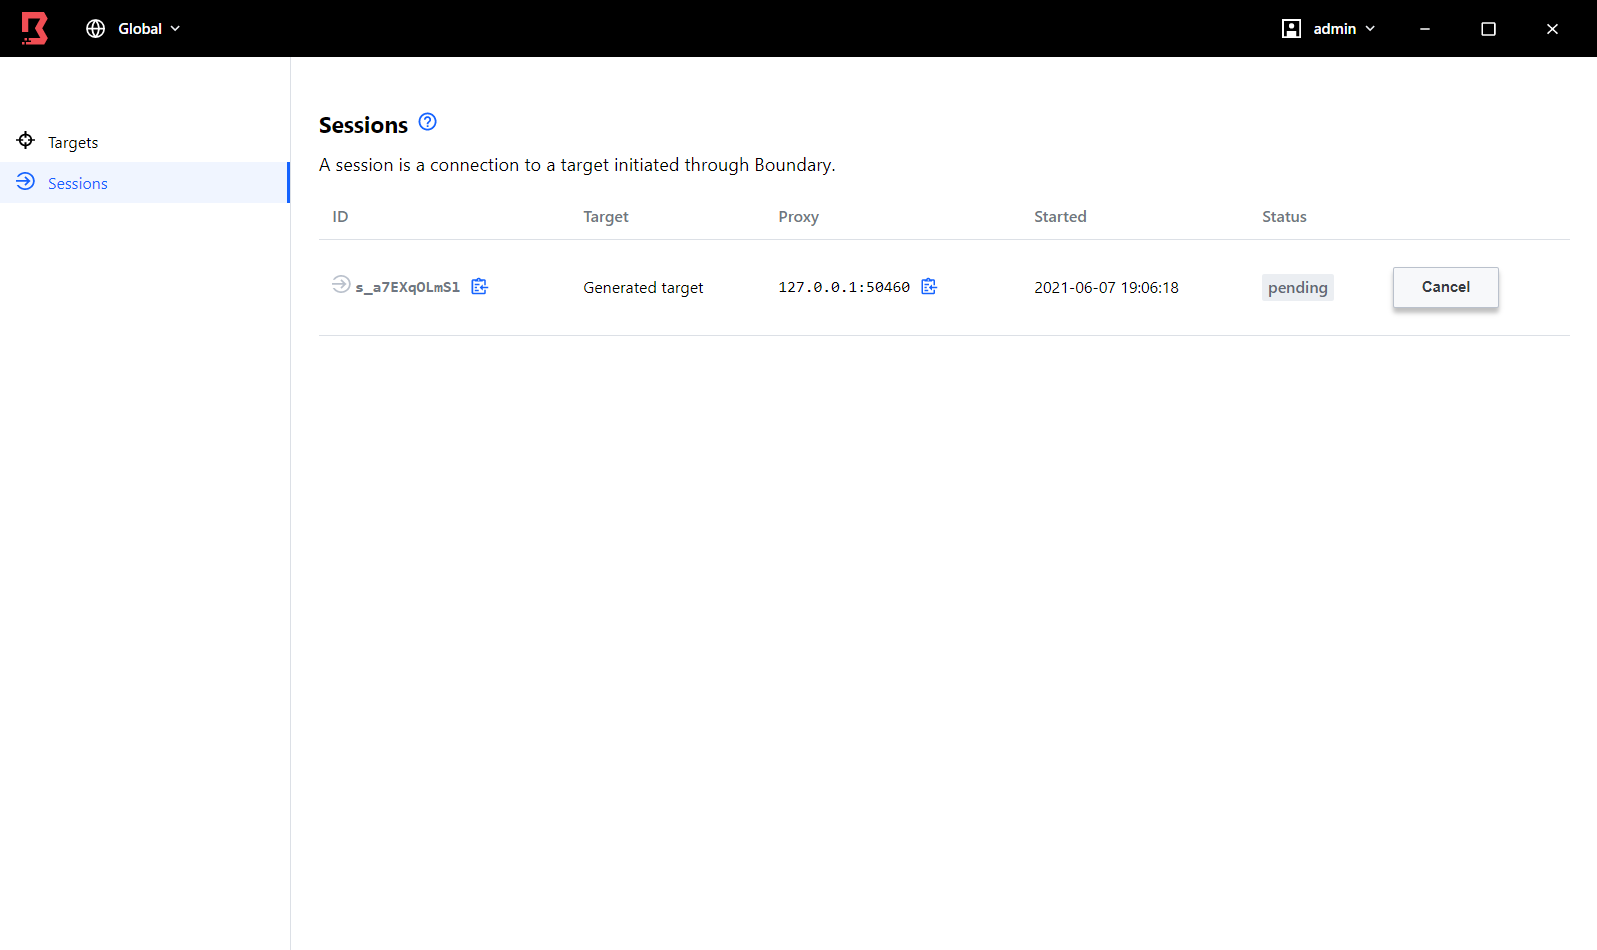 Global
admin
Targets
Sessions
Sessions
A session is a connection to a target initiated through Boundary.
ID Target Proxy Started Status
s_a7EXqOLmSl Generated target 127.0.0.1:50460 2021-06-07 19:06:18 pending Cancel